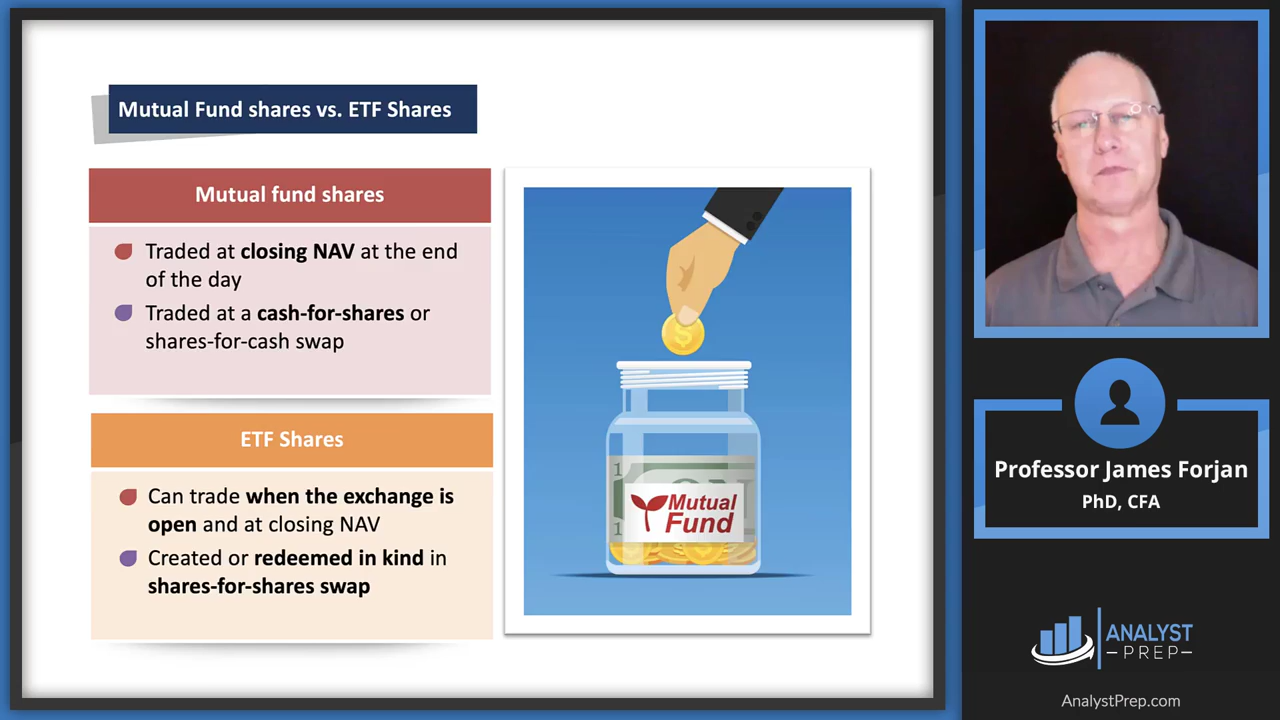 Mutual Fund shares vs. ETF Shares
Mutual fund shares
Traded at closing NAV at the end
of the day
Traded at a cash-for-shares or
shares-for-cash swap
ETF Shares
Can trade when the exchange is
open and at closing NAV
Created or redeemed in kind in
shares-for-shares swap
$
1
1
Mutual
Fund
Professor James Forjan
PhD, CFA
ANALYST
PREP
AnalystPrep.com